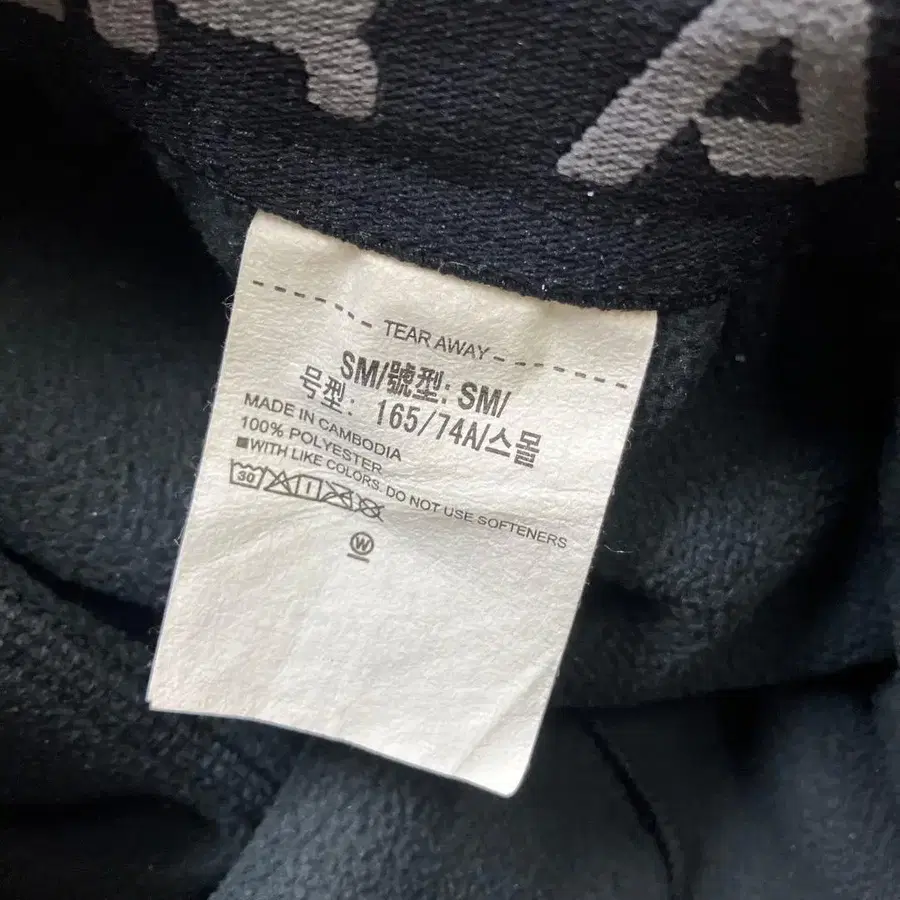 A
TEAR AWAY
SM/號型: SM/
号型: 165/74A/스몰
MADE IN CAMBODIA
100% POLYESTER
WITH LIKE COLORS. DO NOT USE SOFTENERS
30
W